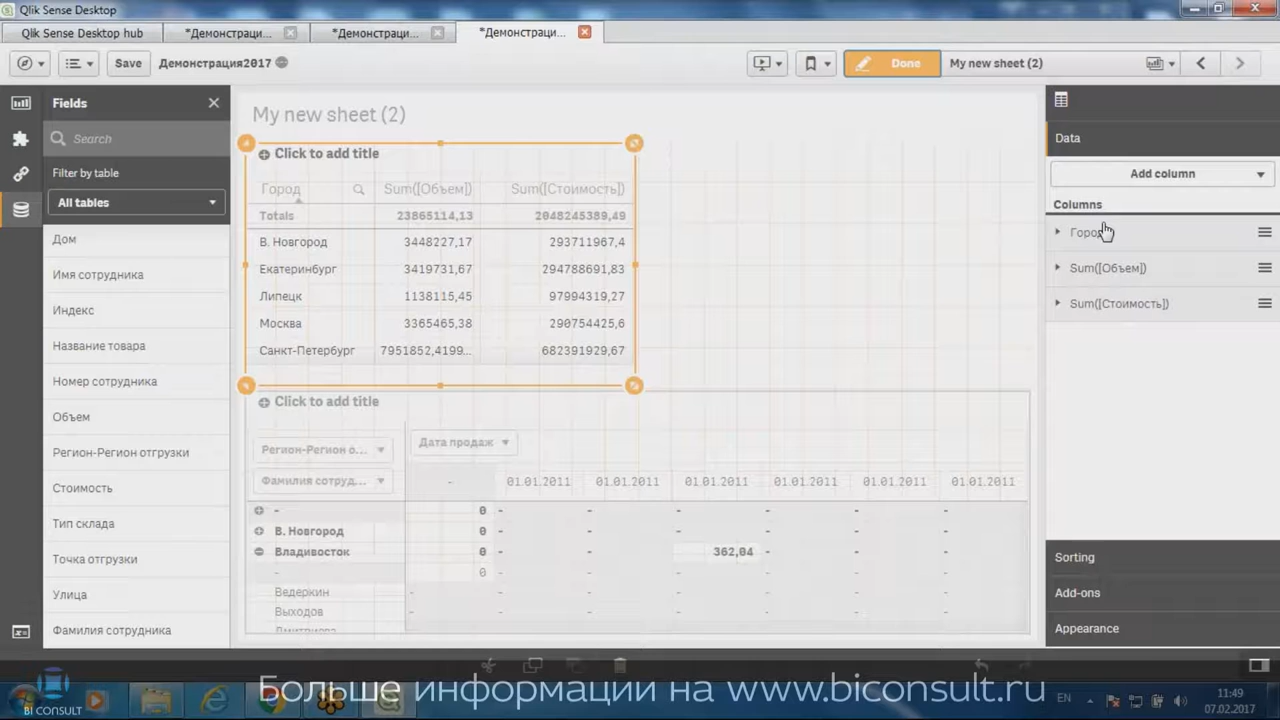 Qlik Sense Desktop
Qlik Sense Desktop hub
*Демонстраци...
*Демонстраци...
*Демонстраци...
Save
Демонстрация2017
Done
My new sheet (2)
Fields
Search
Filter by table
All tables
Дом
Имя сотрудника
Индекс
Название товара
Номер сотрудника
Объем
Регион-Регион отгрузки
Стоимость
Тип склада
Точка отгрузки
Улица
Фамилия сотрудника
My new sheet (2)
Click to add title
Город Sum([Объем]) Sum([Стоимость])
Totals 23865114,13 2048245389,49
В. Новгород 3448227,17 293711967,4
Екатеринбург 3419731,67 294788691,83
Липецк 1138115,45 97994319,27
Москва 3365465,38 290754425,6
Санкт-Петербург 7951852,4199... 682391929,67
Click to add title
Регион-Регион о... Дата продаж
Фамилия сотруд... - 01.01.2011 01.01.2011 01.01.2011 01.01.2011 01.01.2011 01.01.2011
- 0 - - - - - -
В. Новгород 0 - - - - - -
Владивосток 0 - - 362,04 - - -
- 0 - - - - - -
Ведеркин - - - - - - -
Выходов - - - - - - -
Дмитриева
Data
Add column
Columns
Город
Sum([Объем])
Sum([Стоимость])
Sorting
Add-ons
Appearance
Больше информации на www.biconsult.ru
BI CONSULT
EN
11:49
07.02.2017